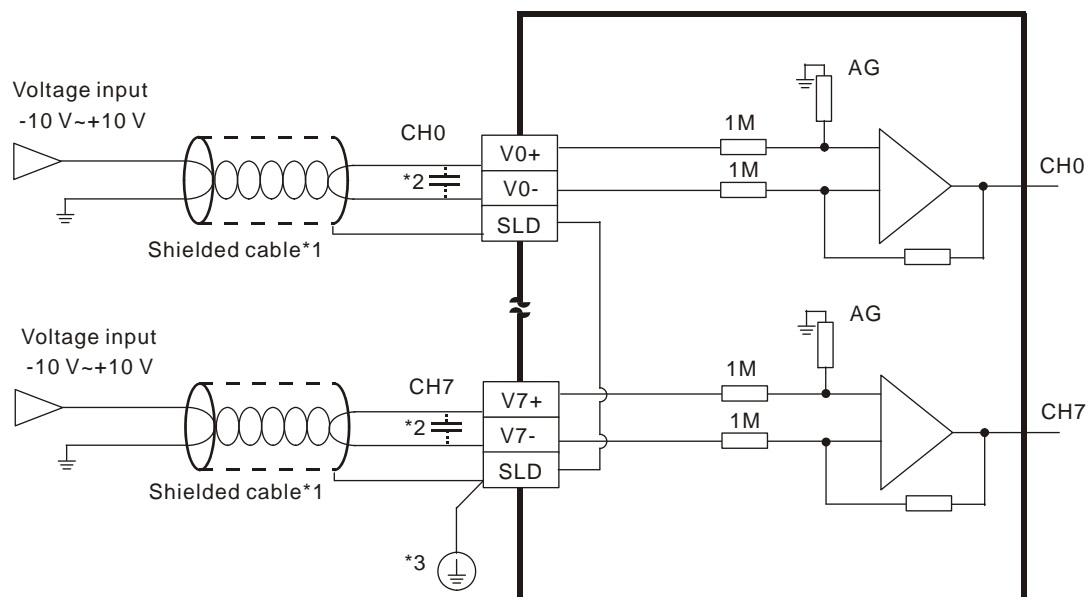 AG
Voltage input
-10 V~+10 V
CH0
1M
V0+
CH0
*2
1M
V0-
SLD
Shielded cable*1
AG
Voltage input
-10 V~+10 V
CH7
1M
V7+
CH7
*2
1M
V7-
SLD
Shielded cable*1
*3